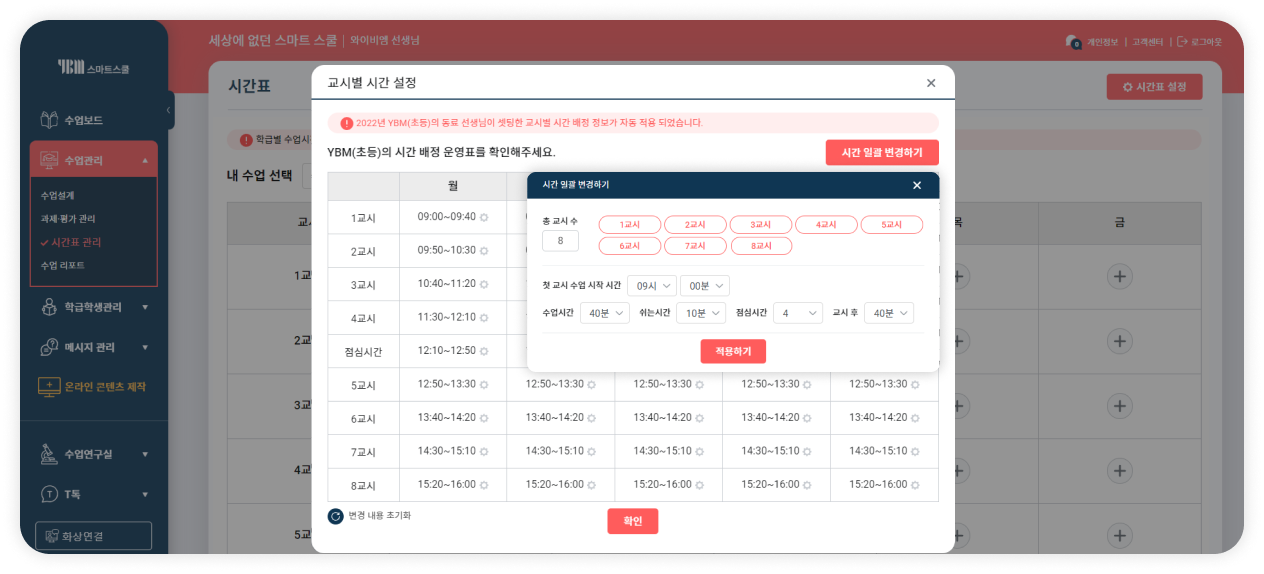 세상에 없던 스마트 스쿨 | 와이비엠 선생님
개인정보 | 고객센터 | 로그아웃
YBM 스마트스쿨
수업보드
수업관리
수업설계
과제·평가 관리
시간표 관리
수업 리포트
학급학생관리
메시지 관리
온라인 콘텐츠 제작
수업연구실
T톡
화상연결
시간표
시간표 설정
학급별 수업시
내 수업 선택
금
교시별 시간 설정
2022년 YBM(초등)의 동료 선생님이 셋팅한 교시별 시간 배정 정보가 자동 적용 되었습니다.
YBM(초등)의 시간 배정 운영표를 확인해주세요.
시간 일괄 변경하기
월
1교시 09:00~09:40
2교시 09:50~10:30
3교시 10:40~11:20
4교시 11:30~12:10
점심시간 12:10~12:50
5교시 12:50~13:30 12:50~13:30 12:50~13:30 12:50~13:30 12:50~13:30
6교시 13:40~14:20 13:40~14:20 13:40~14:20 13:40~14:20 13:40~14:20
7교시 14:30~15:10 14:30~15:10 14:30~15:10 14:30~15:10 14:30~15:10
8교시 15:20~16:00 15:20~16:00 15:20~16:00 15:20~16:00 15:20~16:00
변경 내용 초기화
확인
시간 일괄 변경하기
총 교시 수
8
1교시 2교시 3교시 4교시 5교시
6교시 7교시 8교시
첫 교시 수업 시작 시간 09시 00분
수업시간 40분 쉬는시간 10분 점심시간 4 교시 후 40분
적용하기